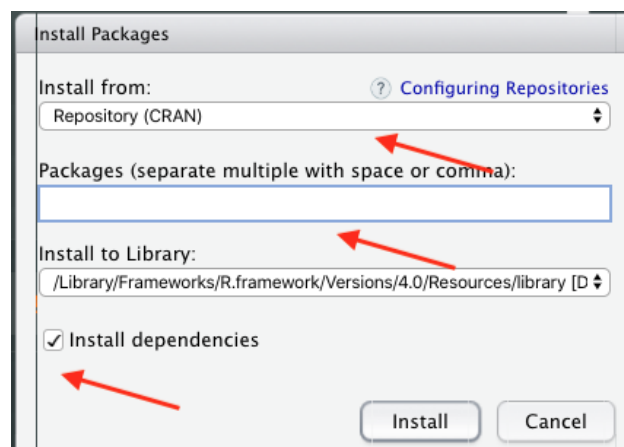 Install Packages
Install from:
? Configuring Repositories
Repository (CRAN)
Packages (separate multiple with space or comma):
Install to Library:
/Library/Frameworks/R.framework/Versions/4.0/Resources/library [D
Install dependencies
Install
Cancel